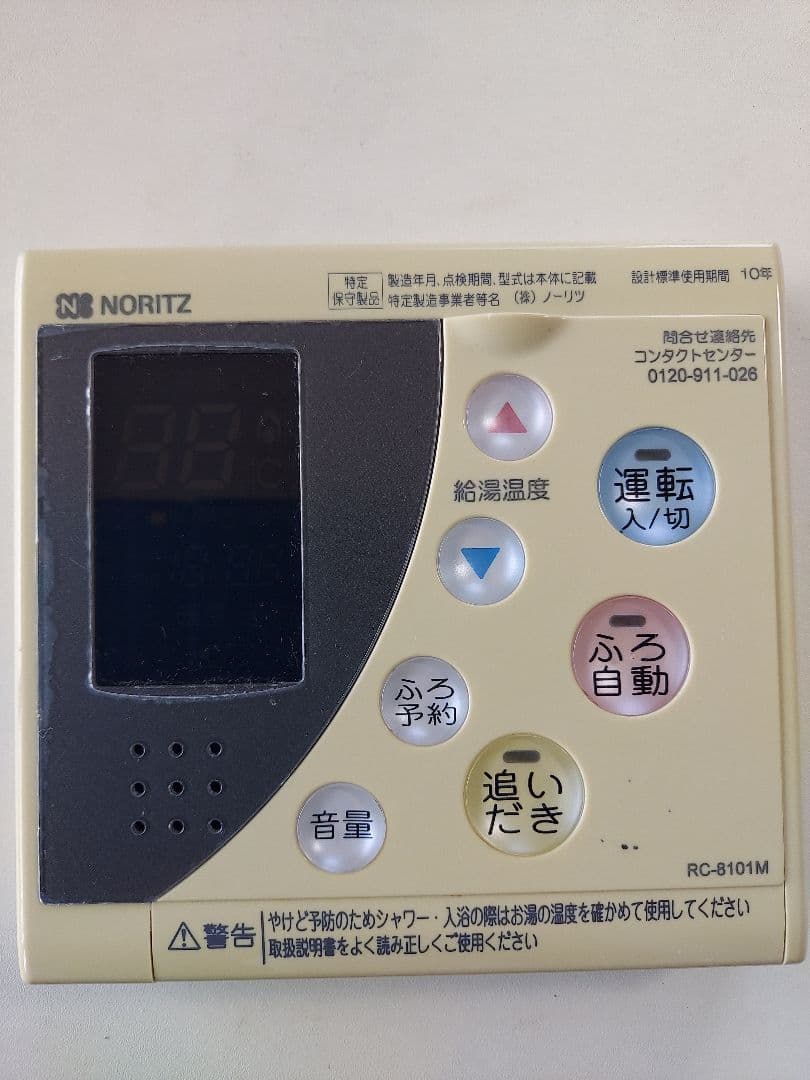 NORITZ
特定
保守製品
製造年月、点検期間、型式は本体に記載
特定製造事業者等名 (株) ノーリツ
設計標準使用期間 10年
問合せ連絡先
コンタクトセンター
0120-911-026
給湯温度
運転
入/切
ふろ
自動
ふろ
予約
追い
だき
音量
RC-8101M
警告
やけど予防のためシャワー・入浴の際はお湯の温度を確かめて使用してください
取扱説明書をよく読み正しくご使用ください